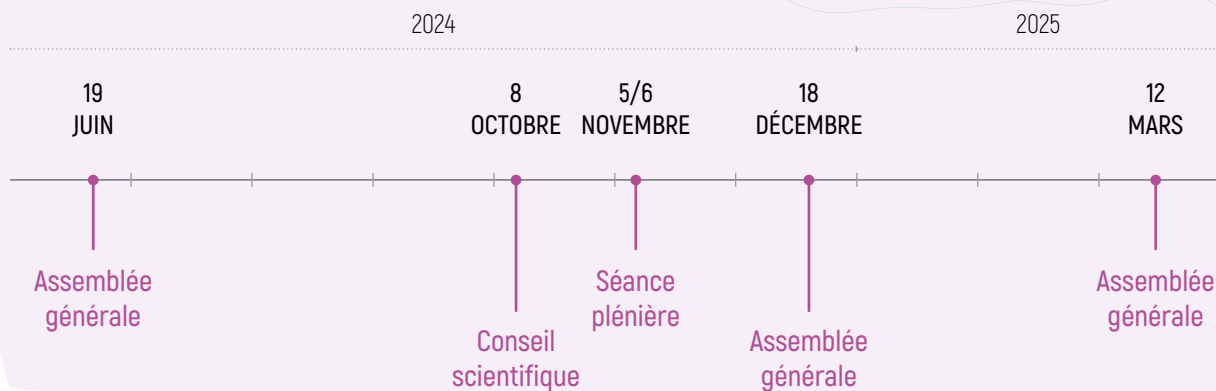 2024
2025
19
JUIN
8
OCTOBRE
5/6
NOVEMBRE
18
DÉCEMBRE
12
MARS
Assemblée
générale
Conseil
scientifique
Séance
plénière
Assemblée
générale
Assemblée
générale